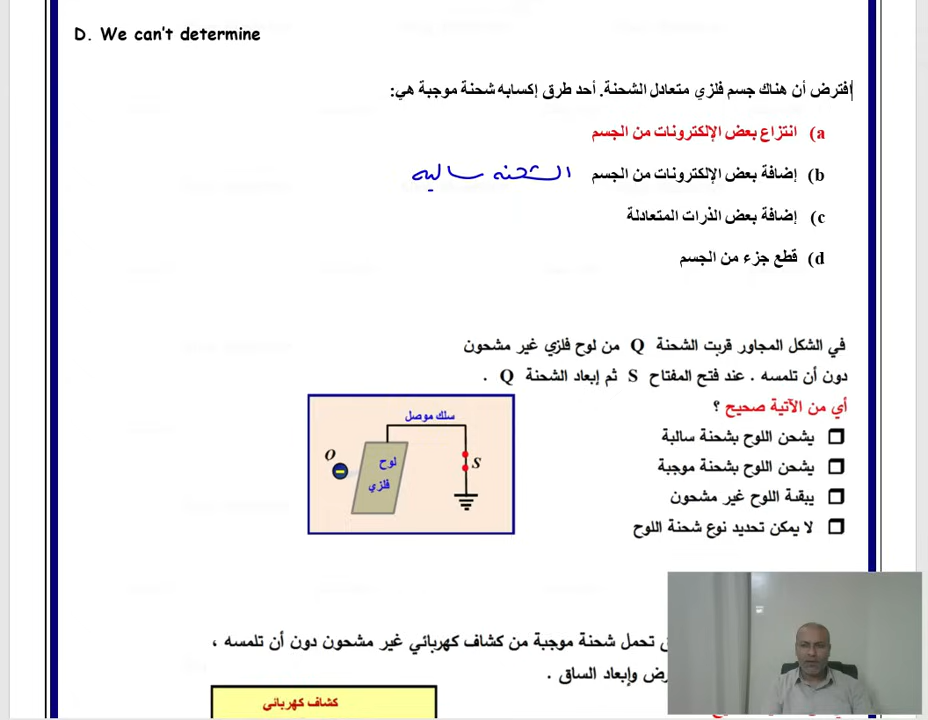 D. We can't determine
افترض أن هناك جسم فلزي متعادل الشحنة. أحد طرق إكسابه شحنة موجبة هي:
a) انتزاع بعض الإلكترونات من الجسم
b) إضافة بعض الإلكترونات من الجسم الشحنه سالبه
c) إضافة بعض الذرات المتعادلة
d) قطع جزء من الجسم
في الشكل المجاور قربت الشحنة Q من لوح فلزي غير مشحون
دون أن تلمسه . عند فتح المفتاح S ثم إبعاد الشحنة Q .
أي من الآتية صحيح ؟
يشحن اللوح بشحنة سالبة
يشحن اللوح بشحنة موجبة
يبقىة اللوح غير مشحون
لا يمكن تحديد نوع شحنة اللوح
سلك موصل
Q
لوح
فلزي
S
تحمل شحنة موجبة من كشاف كهربائي غير مشحون دون أن تلمسه ،
وإبعاد الساق .
كشاف كهربائي